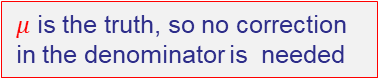 μ is the truth, so no correction
in the denominator is needed